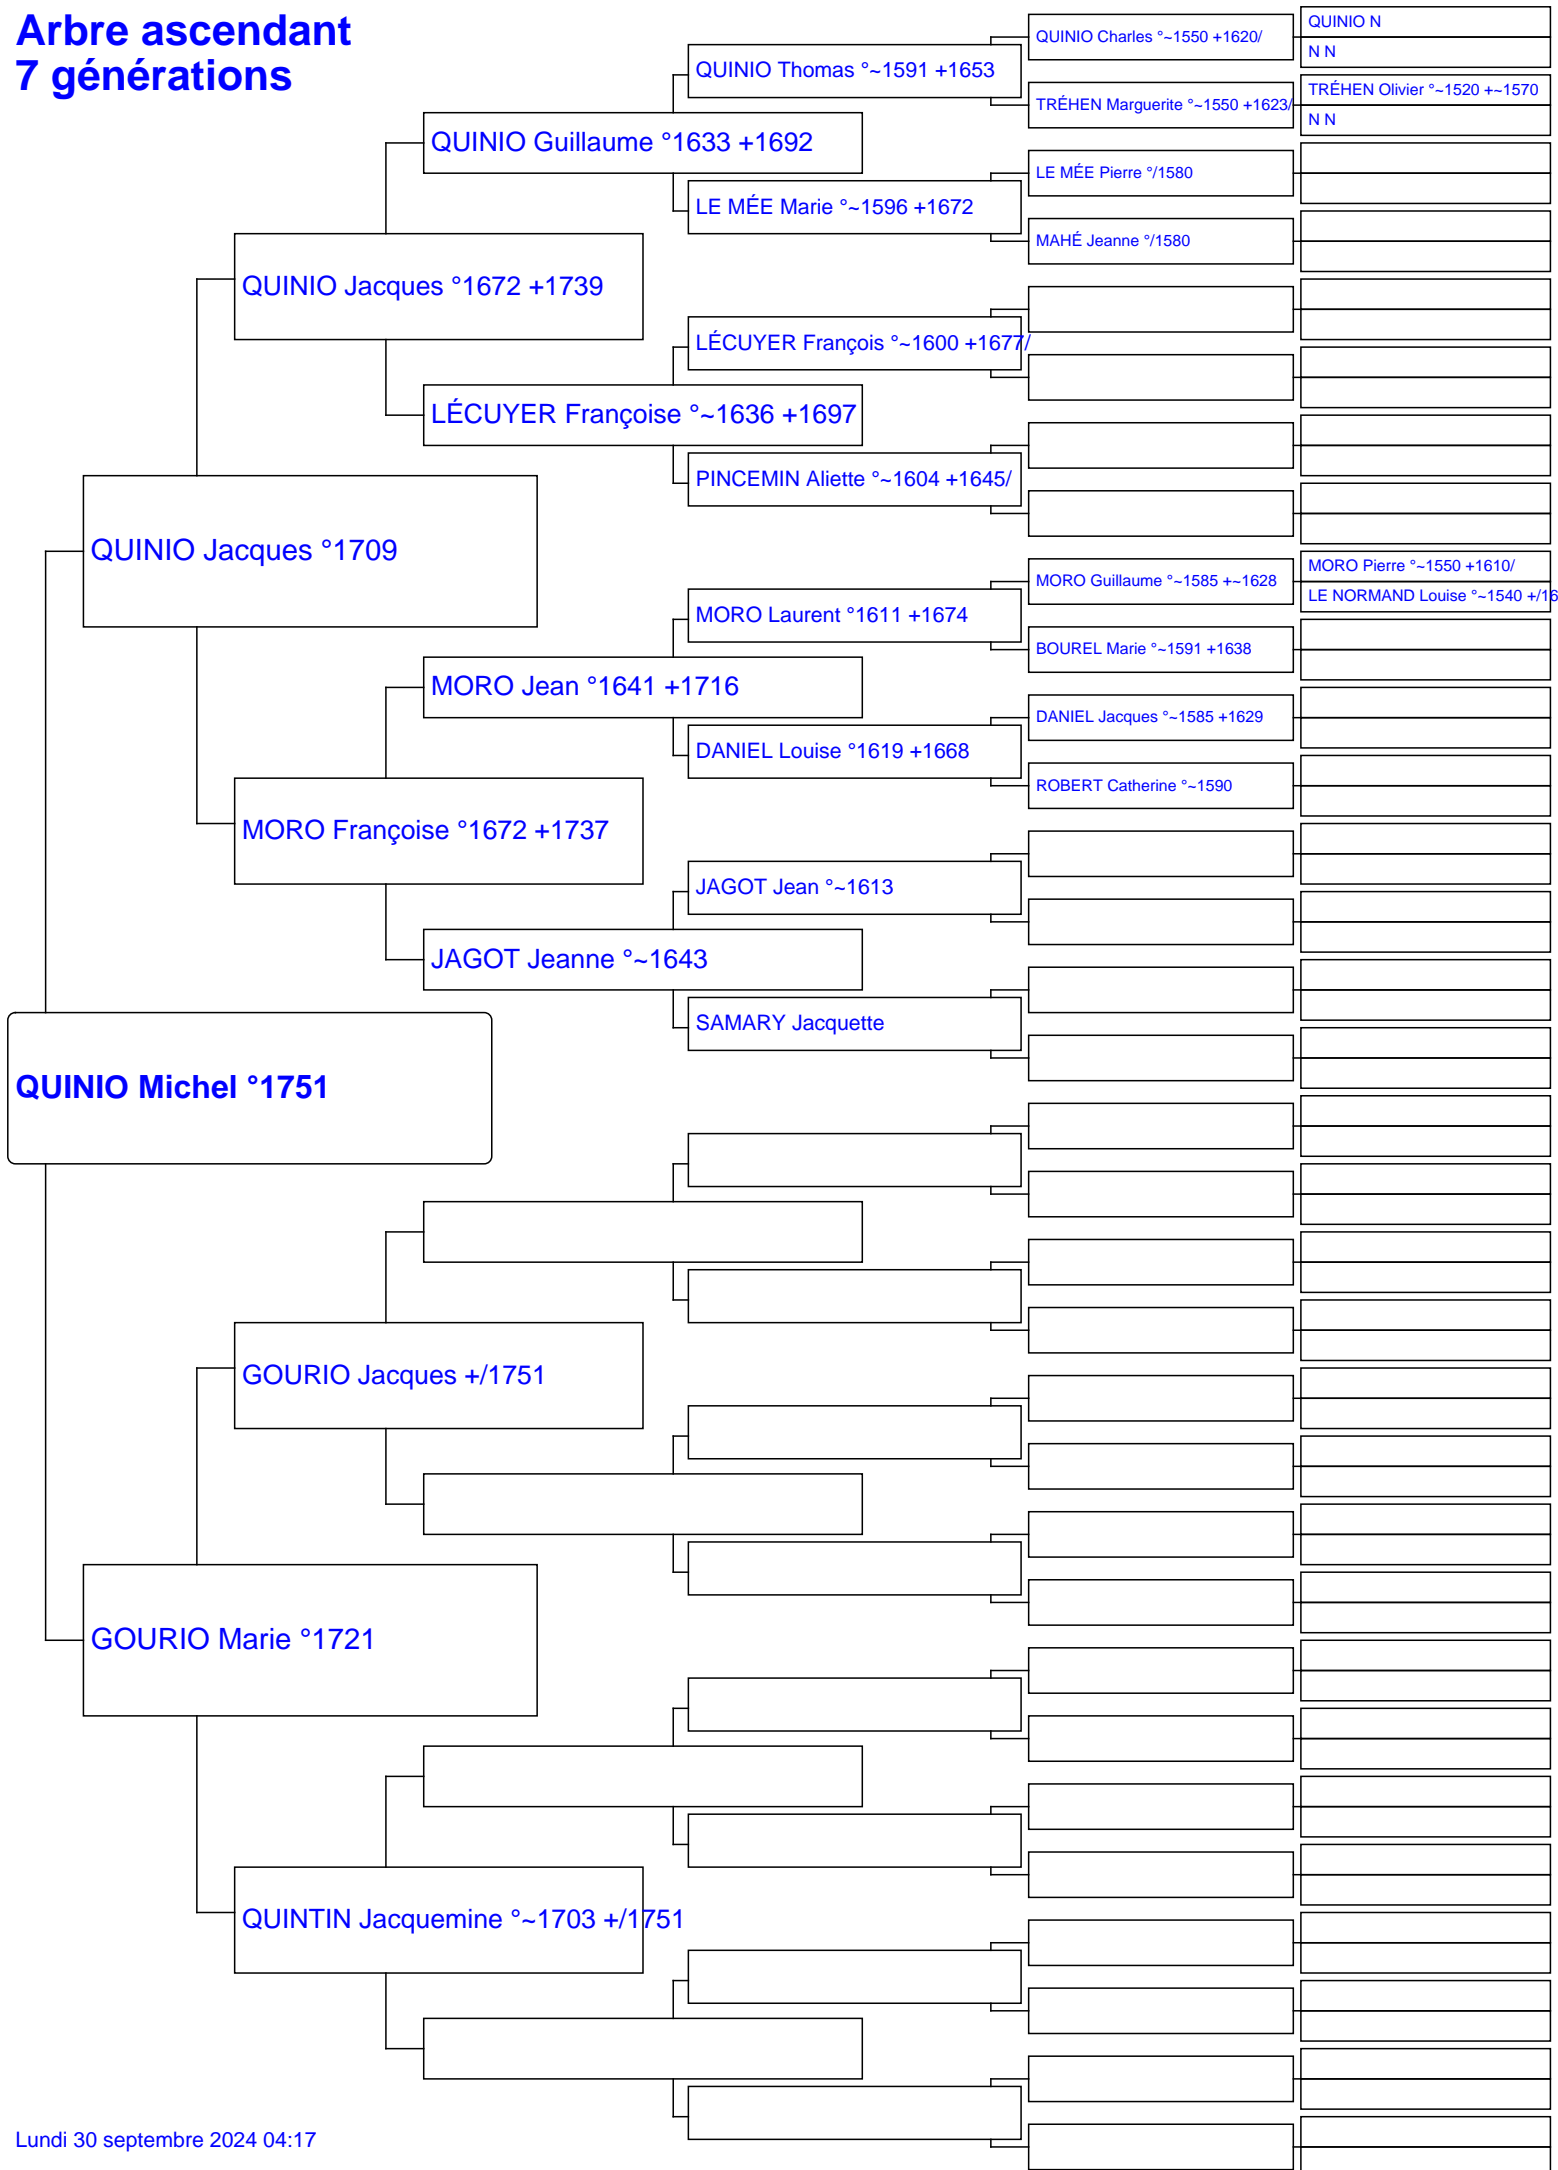 Arbre ascendant
7 générations
QUINIO N
QUINIO Charles °~1550 +1620/
N N
QUINIO Thomas °~1591 +1653
TRÉHEN Olivier °~1520 +~1570
TRÉHEN Marguerite °~1550 +1623/
N N
QUINIO Guillaume °1633 +1692
LE MÉE Pierre °/1580
LE MÉE Marie °~1596 +1672
MAHÉ Jeanne °/1580
QUINIO Jacques °1672 +1739
LÉCUYER François °~1600 +1677/
LÉCUYER Françoise °~1636 +1697
PINCEMIN Aliette °~1604 +1645/
QUINIO Jacques °1709
MORO Pierre °~1550 +1610/
MORO Guillaume °~1585 +~1628
LE NORMAND Louise °~1540 +/16
MORO Laurent °1611 +1674
BOUREL Marie °~1591 +1638
MORO Jean °1641 +1716
DANIEL Jacques °~1585 +1629
DANIEL Louise °1619 +1668
ROBERT Catherine °~1590
MORO Françoise °1672 +1737
JAGOT Jean °~1613
JAGOT Jeanne °~1643
SAMARY Jacquette
QUINIO Michel °1751
GOURIO Jacques +/1751
GOURIO Marie °1721
QUINTIN Jacquemine °~1703 +/1751
Lundi 30 septembre 2024 04:17